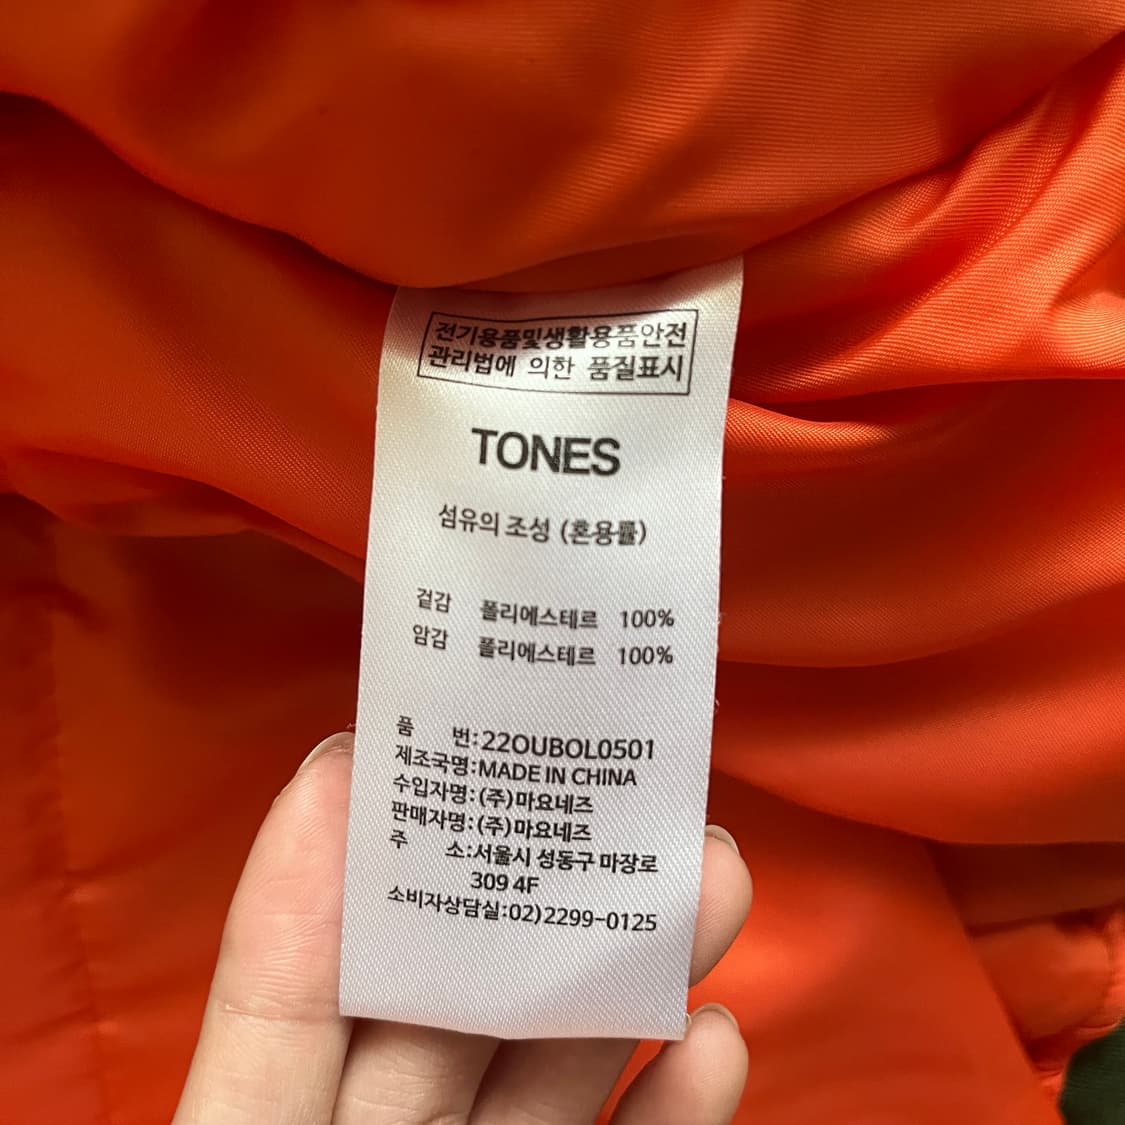 전기용품및생활용품안전
관리법에 의한 품질표시
TONES
섬유의 조성 (혼용률)
겉감 폴리에스테르 100%
암감 폴리에스테르 100%
품 번:22OUBOL0501
제조국명:MADE IN CHINA
수입자명:(주)마요네즈
판매자명:(주)마요네즈
주 소:서울시 성동구 마장로
309 4F
소비자상담실:02)2299-0125